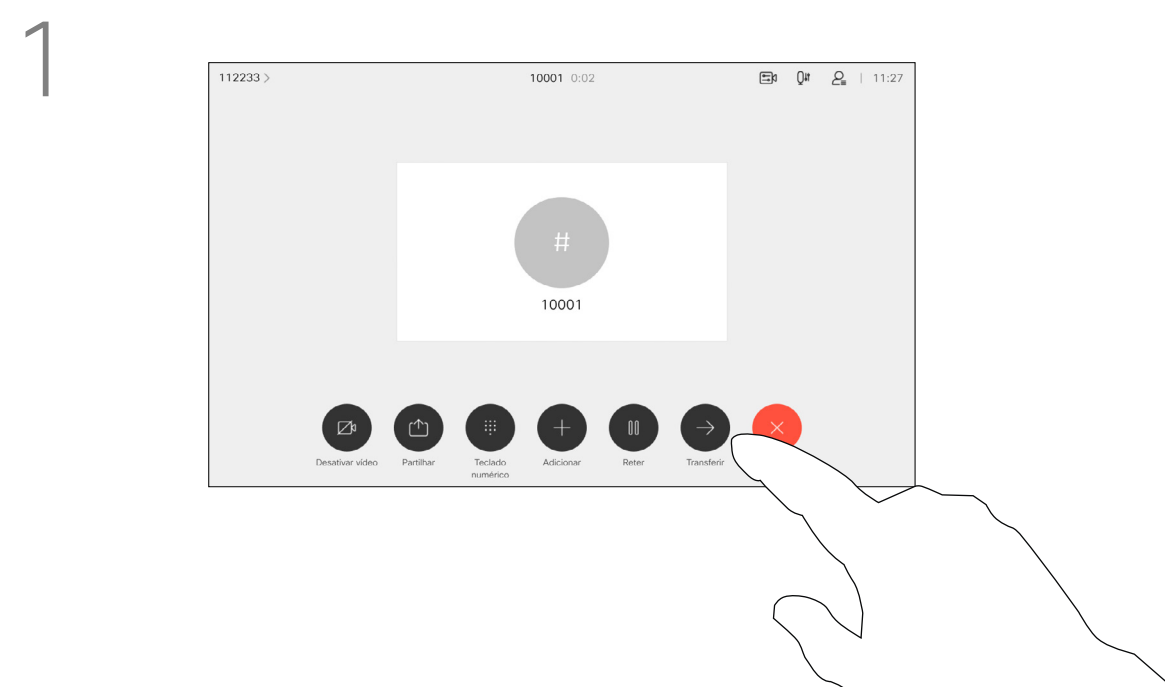 1
112233 >
10001 0:02
11:27
#
10001
Desativar vídeo
Partilhar
Teclado
numérico
Adicionar
Reter
Transferir